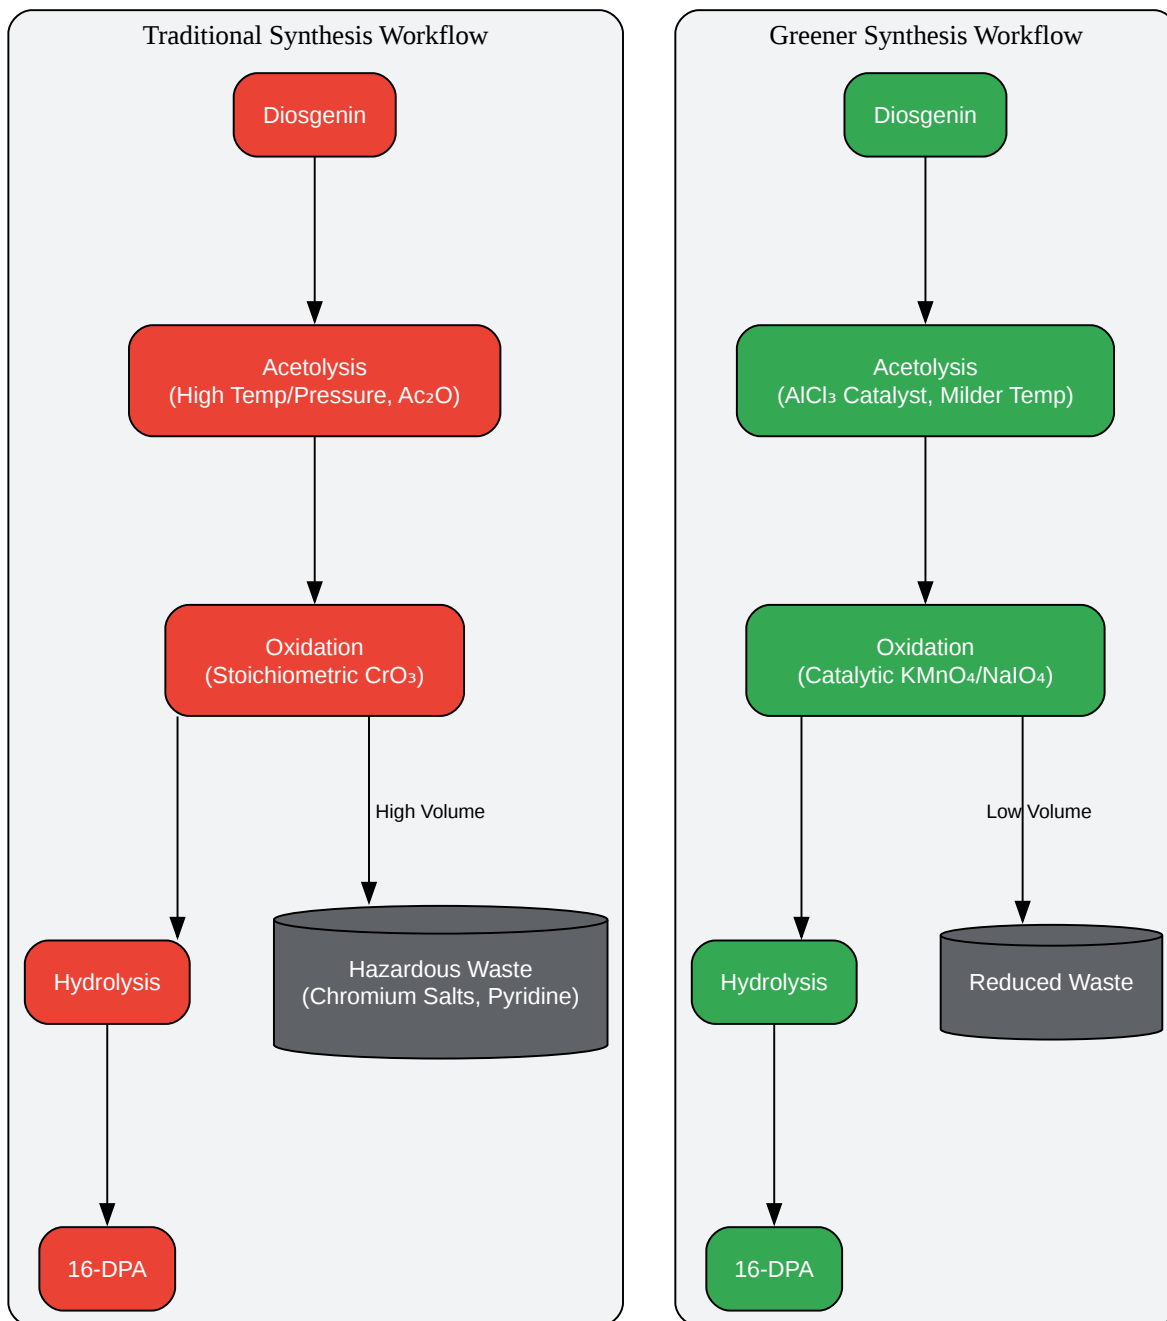 Traditional Synthesis Workflow
Diosgenin
Acetolysis
(High Temp/Pressure, Ac₂O)
Oxidation
(Stoichiometric CrO₃)
High Volume
Hydrolysis
Hazardous Waste
(Chromium Salts, Pyridine)
16-DPA
Greener Synthesis Workflow
Diosgenin
Acetolysis
(AlCl₃ Catalyst, Milder Temp)
Oxidation
(Catalytic KMnO₄/NaIO₄)
Low Volume
Hydrolysis
Reduced Waste
16-DPA